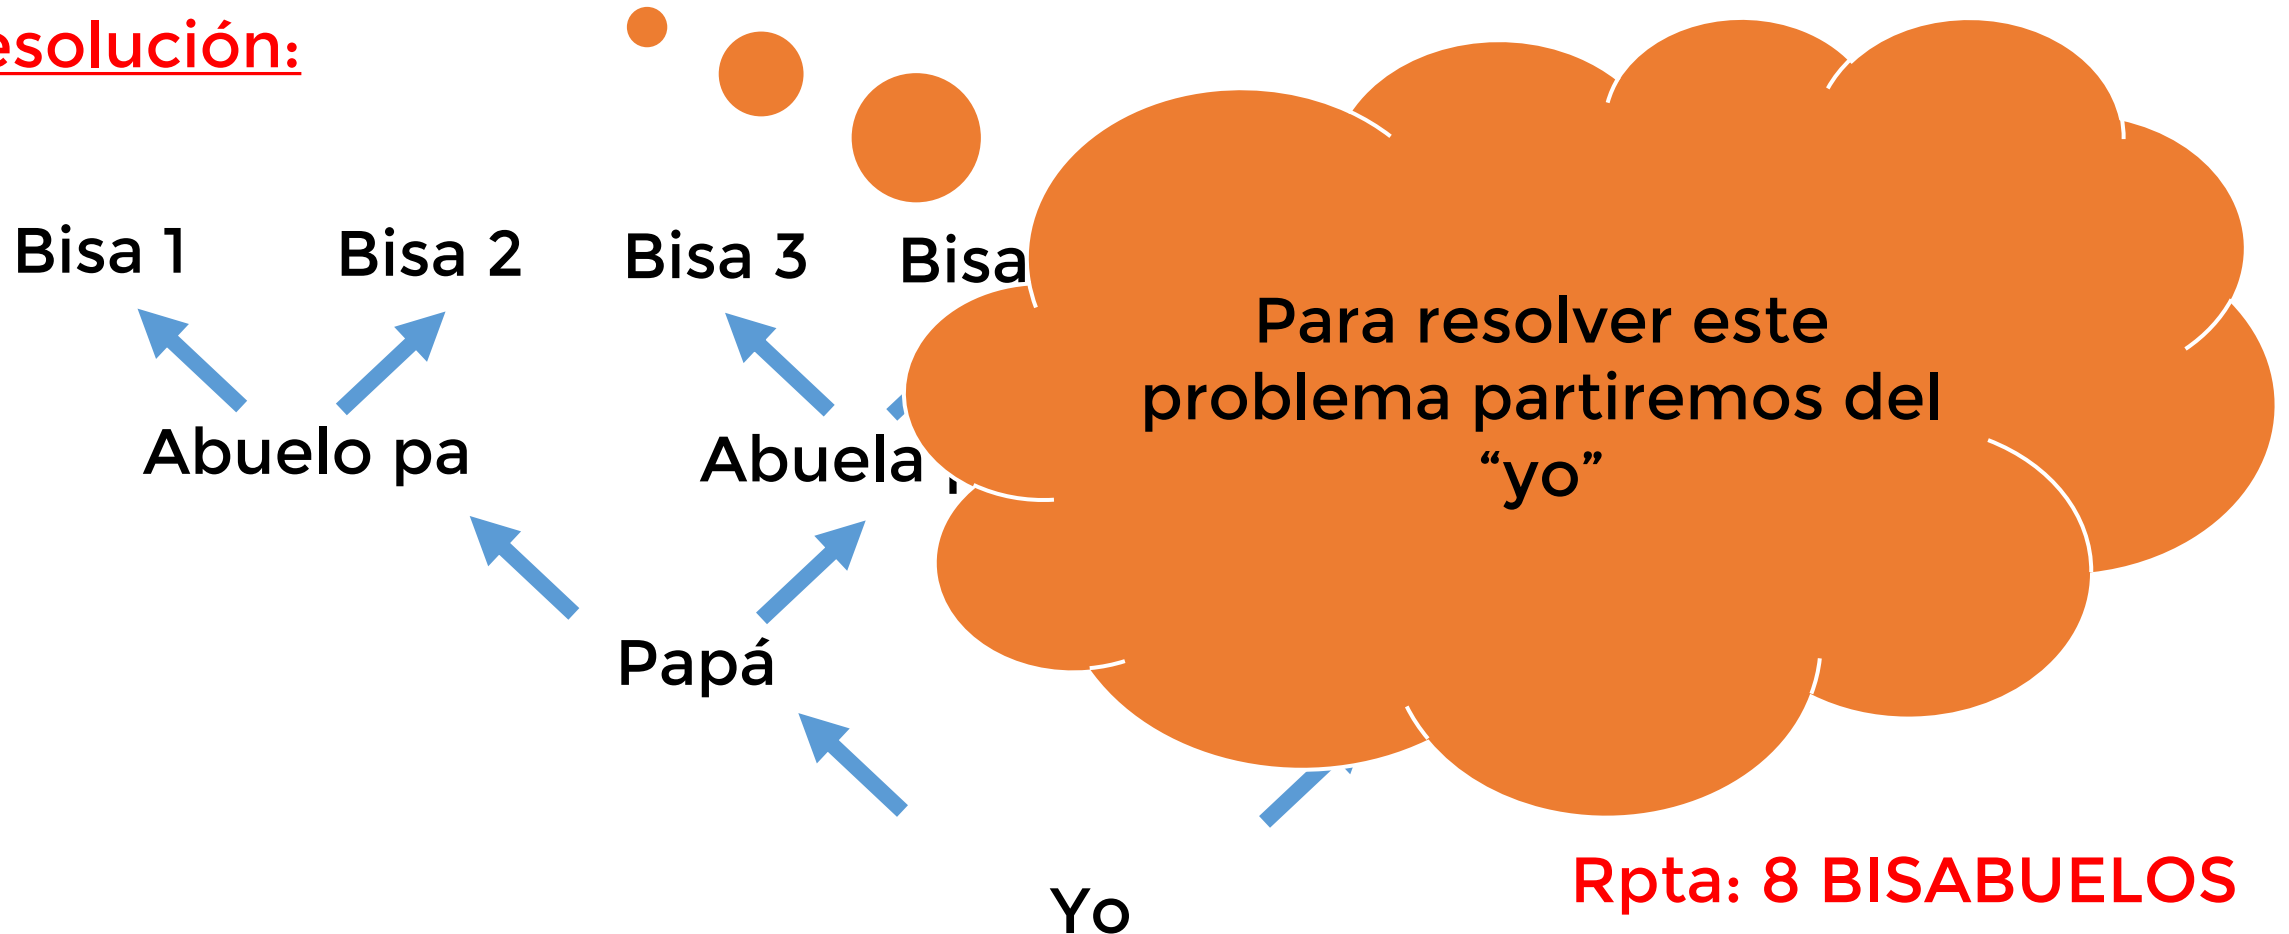 esolución:
Bisa 1 Bisa 2 Bisa 3 Bisa
Para resolver este
problema partiremos del
“yo”
Abuelo pa Abuela
Papá
Rpta: 8 BISABUELOS
Yo